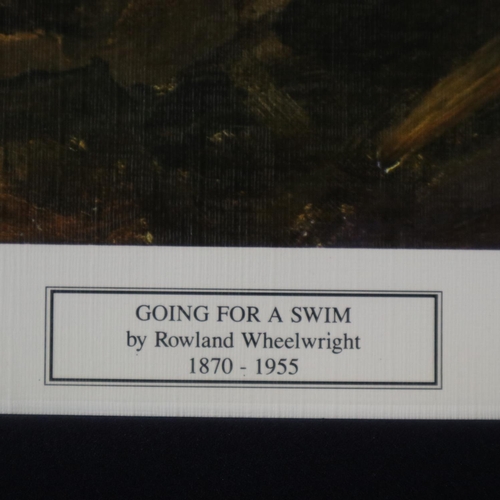 GOING FOR A SWIM
by Rowland Wheelwright
1870 - 1955